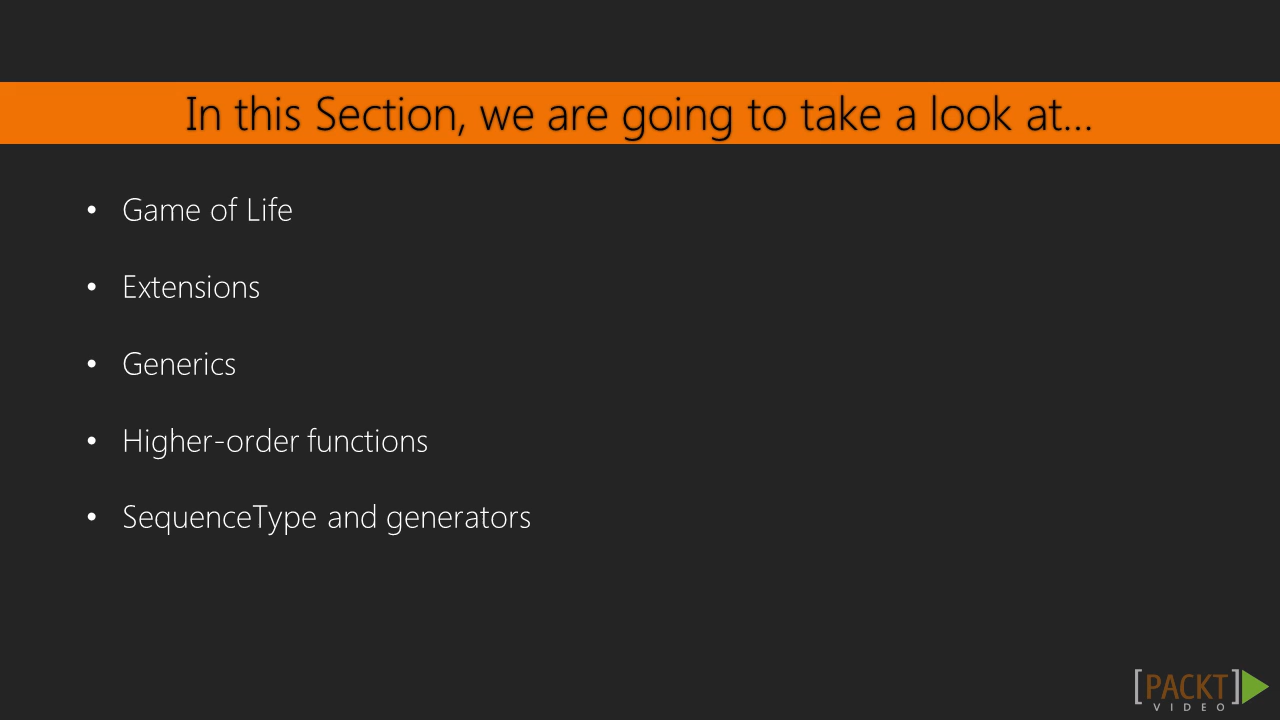 In this Section, we are going to take a look at...
• Game of Life
• Extensions
• Generics
• Higher-order functions
• SequenceType and generators
[PACKT]
VIDEO